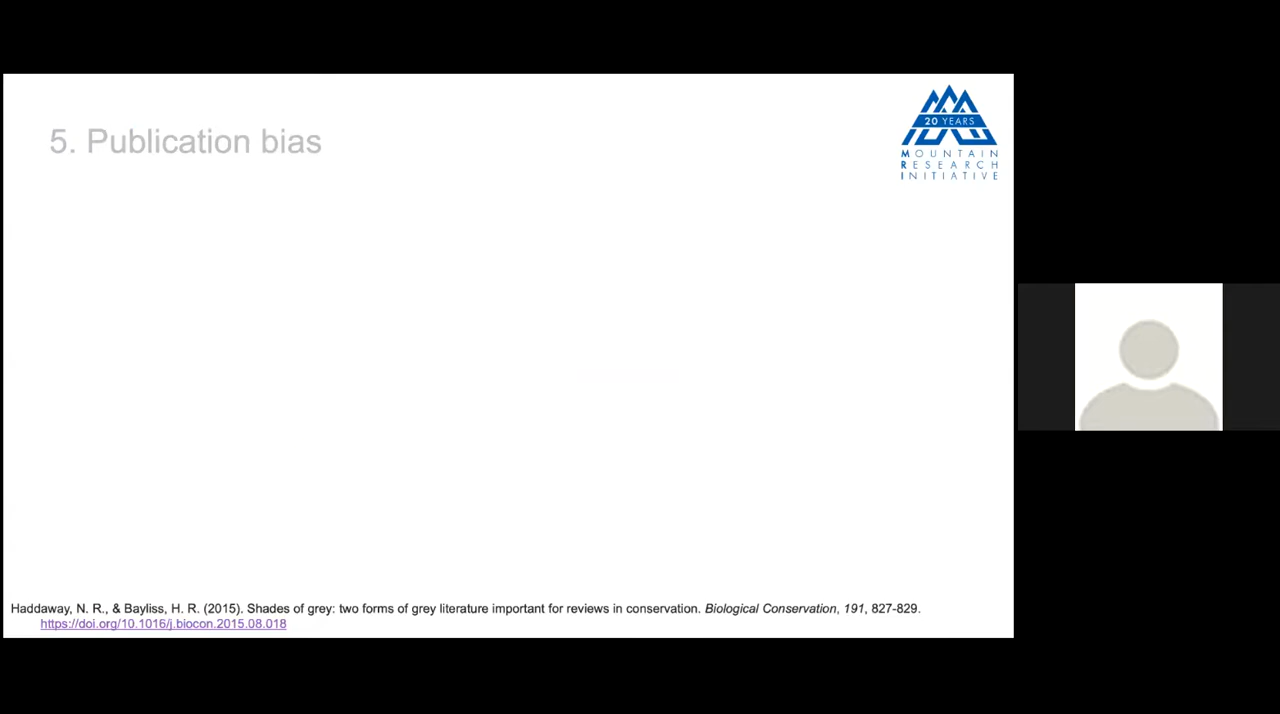 5. Publication bias
20 YEARS
MOUNTAIN
RESEARCH
INITIATIVE
Haddaway, N. R., & Bayliss, H. R. (2015). Shades of grey: two forms of grey literature important for reviews in conservation. Biological Conservation, 191, 827-829.
https://doi.org/10.1016/j.biocon.2015.08.018